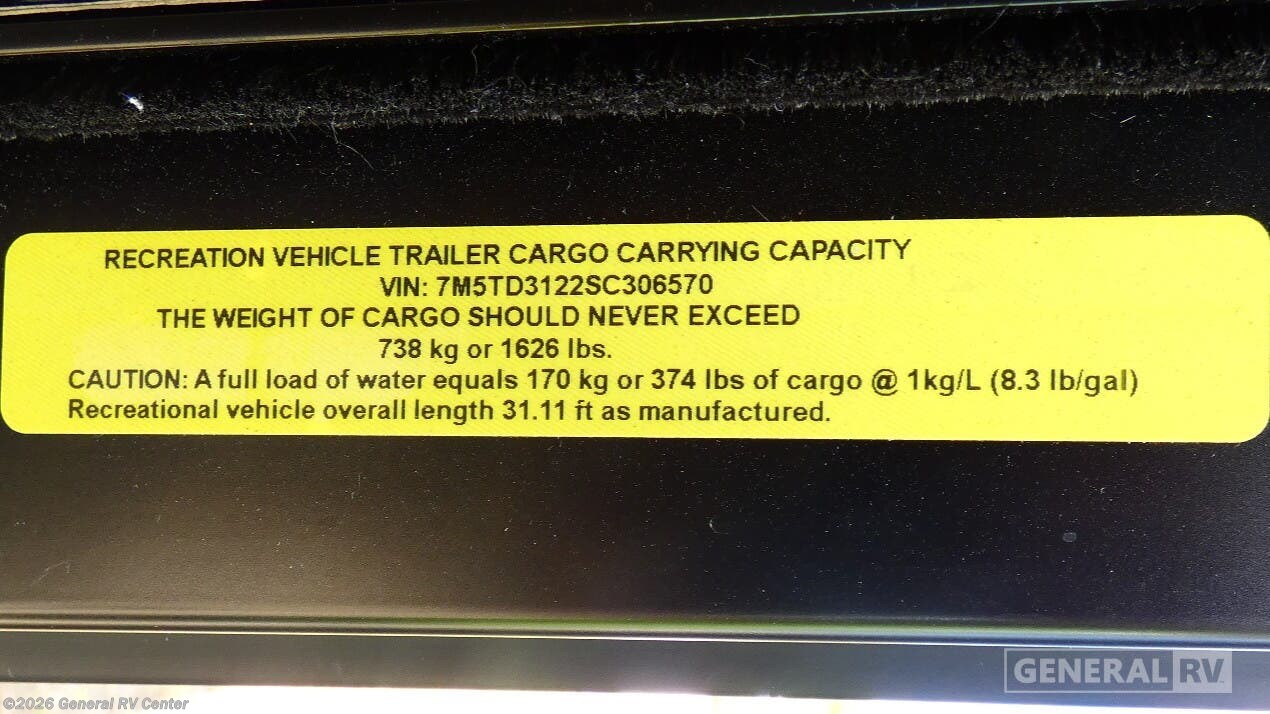 RECREATION VEHICLE TRAILER CARGO CARRYING CAPACITY
VIN: 7M5TD3122SC306570
THE WEIGHT OF CARGO SHOULD NEVER EXCEED
738 kg or 1626 lbs.
CAUTION: A full load of water equals 170 kg or 374 lbs of cargo @ 1kg/L (8.3 lb/gal)
Recreational vehicle overall length 31.11 ft as manufactured.
GENERAL RV
©2026 General RV Center